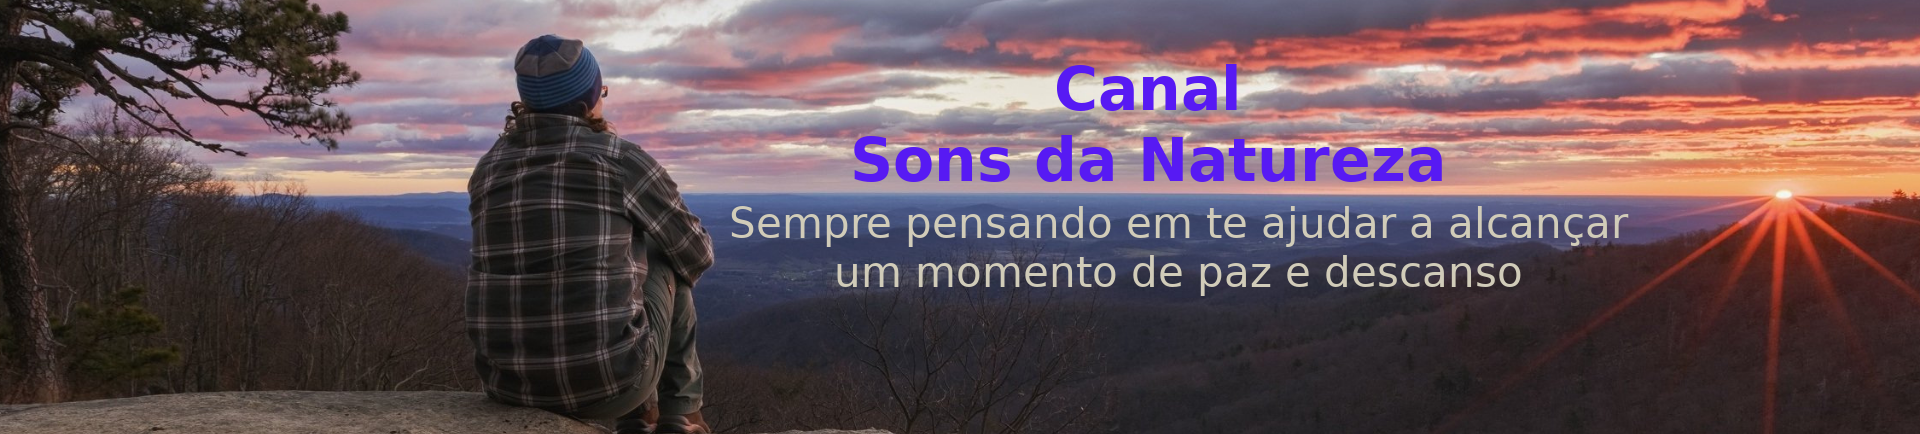 Canal
Sons da Natureza
Sempre pensando em te ajudar a alcançar
um momento de paz e descanso